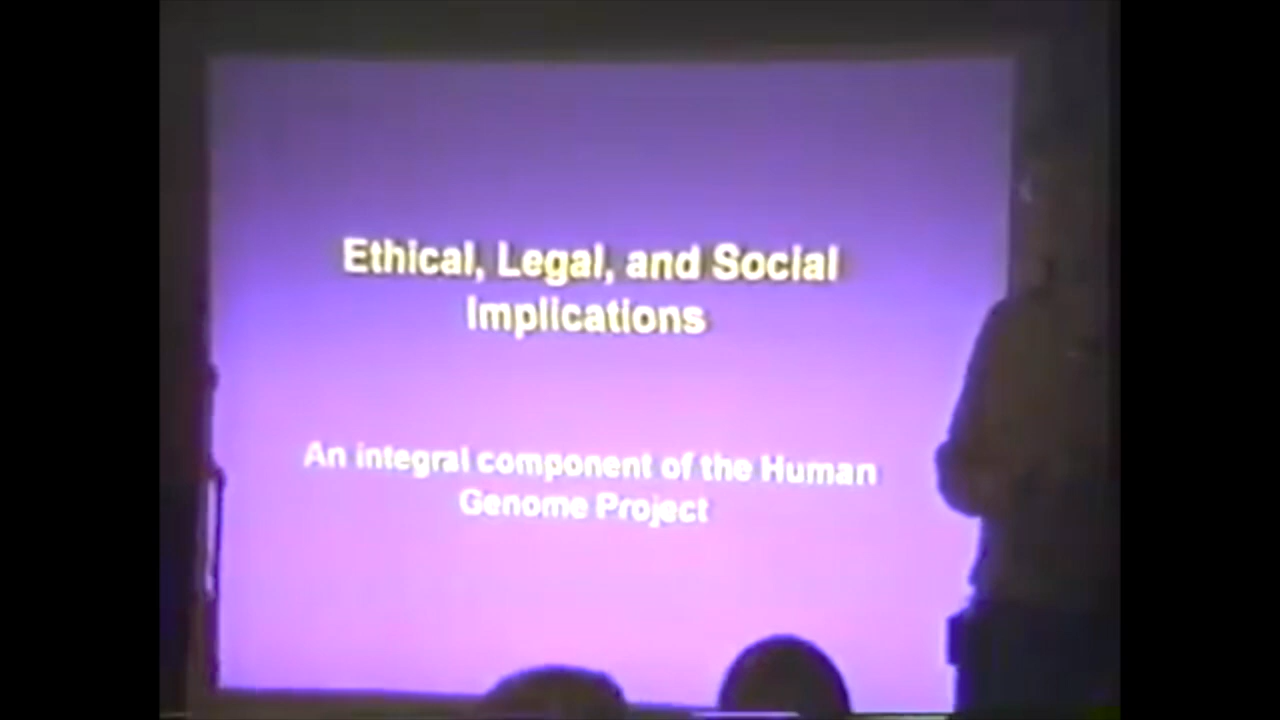 Ethical, Legal, and Social
Implications
An integral component of the Human
Genome Project